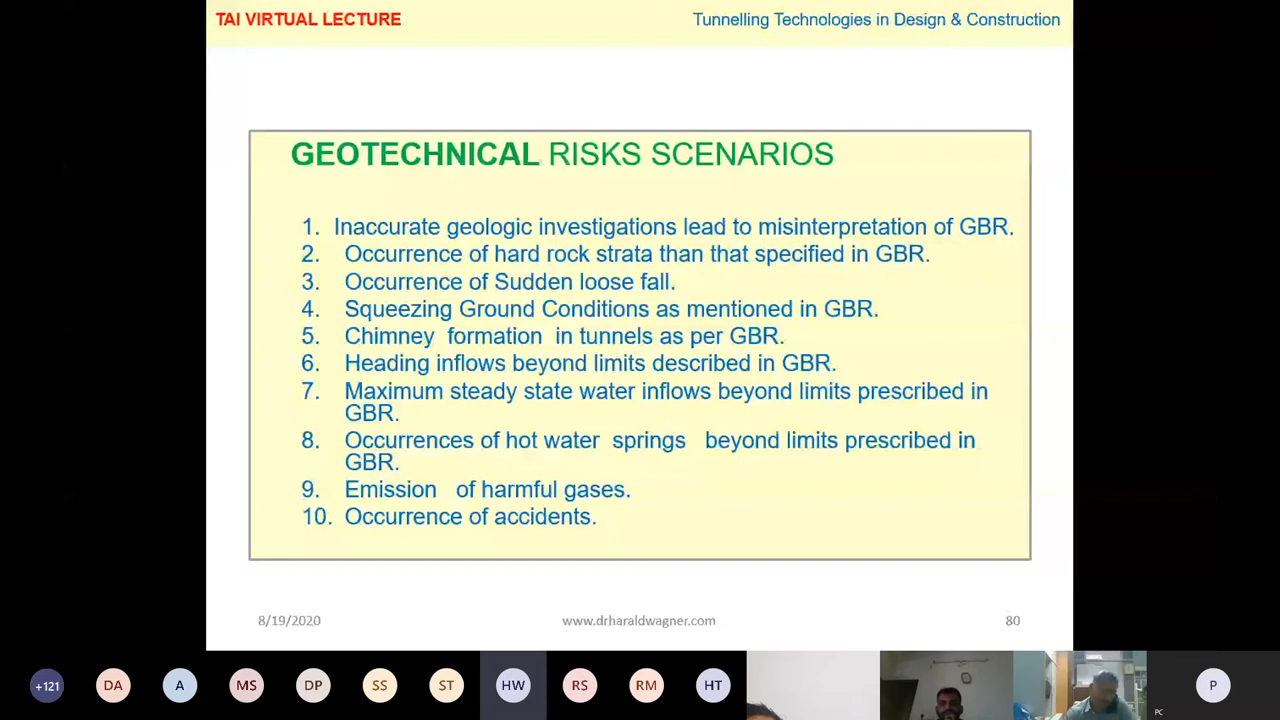 TAI VIRTUAL LECTURE
Tunnelling Technologies in Design & Construction
GEOTECHNICAL RISKS SCENARIOS
1. Inaccurate geologic investigations lead to misinterpretation of GBR.
2. Occurrence of hard rock strata than that specified in GBR.
3. Occurrence of Sudden loose fall.
4. Squeezing Ground Conditions as mentioned in GBR.
5. Chimney formation in tunnels as per GBR.
6. Heading inflows beyond limits described in GBR.
7. Maximum steady state water inflows beyond limits prescribed in
GBR.
8. Occurrences of hot water springs beyond limits prescribed in
GBR.
9. Emission of harmful gases.
10. Occurrence of accidents.
8/19/2020
www.drharaldwagner.com
80
+121
DA
A
MS
DP
SS
ST
HW
RS
RM
HT
P
PC